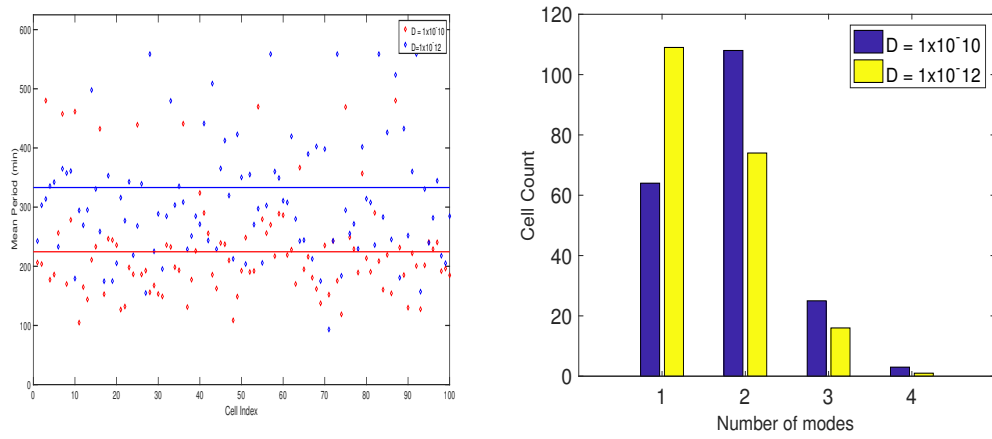 600
500
400
300
200
100
0
0 10 20 30 40 50 60 70 80 90 100
Mean Period (min)
Cell Index
D = 1x10^-10
D=1x10^-12
120
100
80
60
40
20
0
1 2 3 4
Cell Count
Number of modes
D = 1x10^-10
D = 1x10^-12